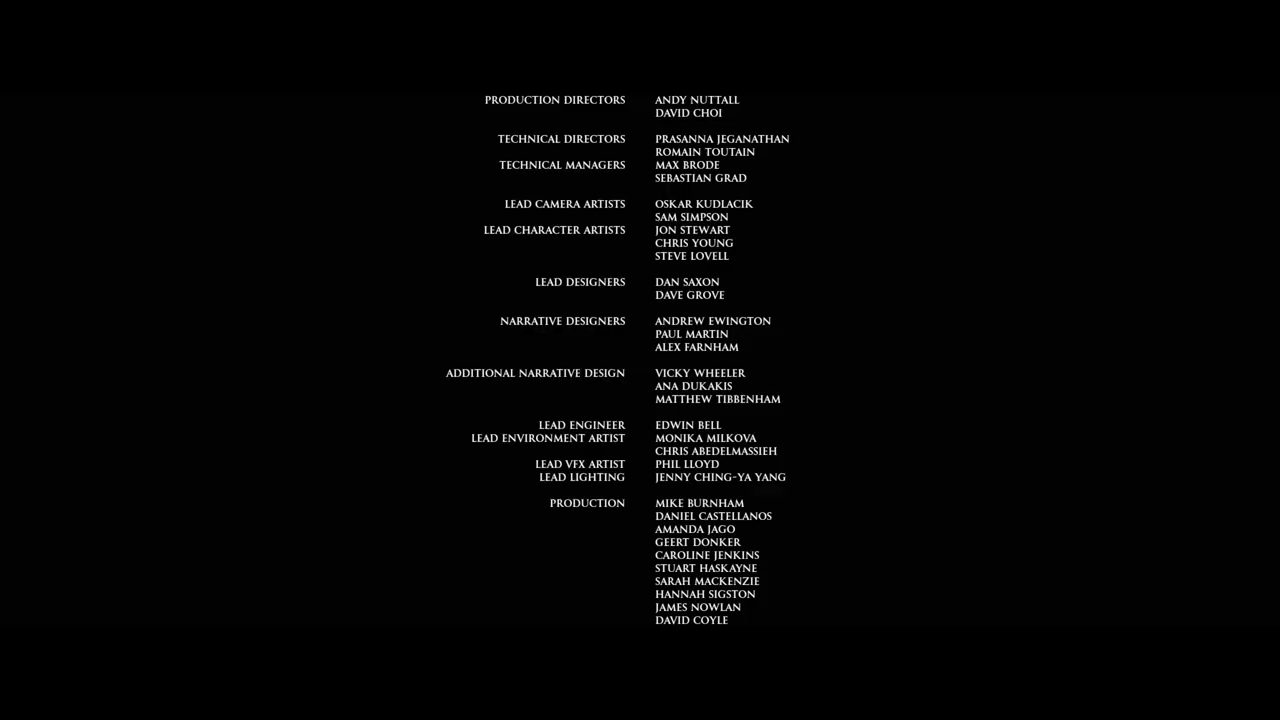 PRODUCTION DIRECTORS ANDY NUTTALL
DAVID CHOI
TECHNICAL DIRECTORS PRASANNA JEGANATHAN
ROMAIN TOUTAIN
TECHNICAL MANAGERS MAX BRODE
SEBASTIAN GRAD
LEAD CAMERA ARTISTS OSKAR KUDLACIK
SAM SIMPSON
LEAD CHARACTER ARTISTS JON STEWART
CHRIS YOUNG
STEVE LOVELL
LEAD DESIGNERS DAN SAXON
DAVE GROVE
NARRATIVE DESIGNERS ANDREW EWINGTON
PAUL MARTIN
ALEX FARNHAM
ADDITIONAL NARRATIVE DESIGN VICKY WHEELER
ANA DUKAKIS
MATTHEW TIBBENHAM
LEAD ENGINEER EDWIN BELL
LEAD ENVIRONMENT ARTIST MONIKA MILKOVA
CHRIS ABEDELMASSIEH
LEAD VFX ARTIST PHIL LLOYD
LEAD LIGHTING JENNY CHING-YA YANG
PRODUCTION MIKE BURNHAM
DANIEL CASTELLANOS
AMANDA JAGO
GEERT DONKER
CAROLINE JENKINS
STUART HASKAYNE
SARAH MACKENZIE
HANNAH SIGSTON
JAMES NOWLAN
DAVID COYLE